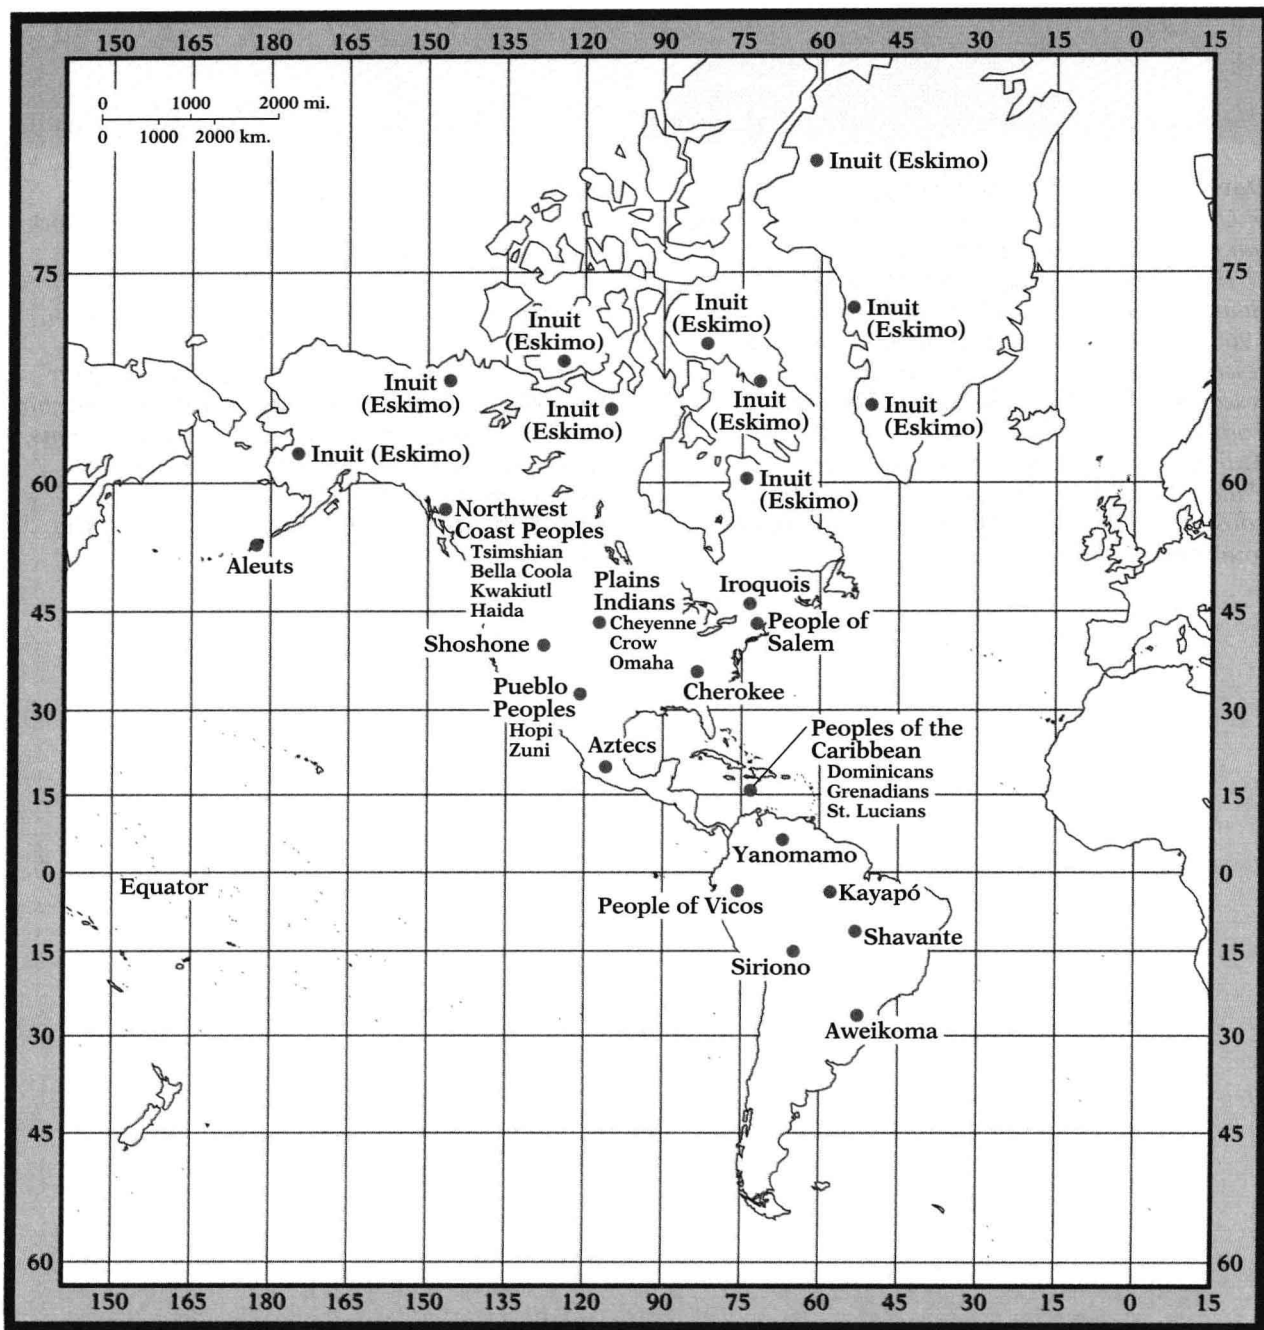 150 165 180 165 150 135 120 105 90 75 60 45 30 15 0 15
0 1000 2000 mi.
0 1000 2000 km.
Inuit (Eskimo)
75 75
Inuit
(Eskimo)
Inuit
(Eskimo)
Inuit
(Eskimo)
Inuit
(Eskimo)
Inuit
(Eskimo)
Inuit
(Eskimo)
Inuit
(Eskimo)
Inuit (Eskimo)
60 60
Inuit
(Eskimo)
Northwest
Coast Peoples
Tsimshian
Bella Coola
Kwakiutl
Haida
Aleuts
Plains
Indians
Cheyenne
Crow
Omaha
Iroquois
45 45
People of
Salem
Shoshone
Cherokee
Pueblo
Peoples
Hopi
Zuni
30 30
Aztecs
Peoples of the
Caribbean
Dominicans
Grenadians
St. Lucians
15 15
Yanomamo
0 0
Equator
People of Vicos
Kayapó
Shavante
15 15
Siriono
30 30
Aweikoma
45 45
60 60
150 165 180 165 150 135 120 105 90 75 60 45 30 15 0 15